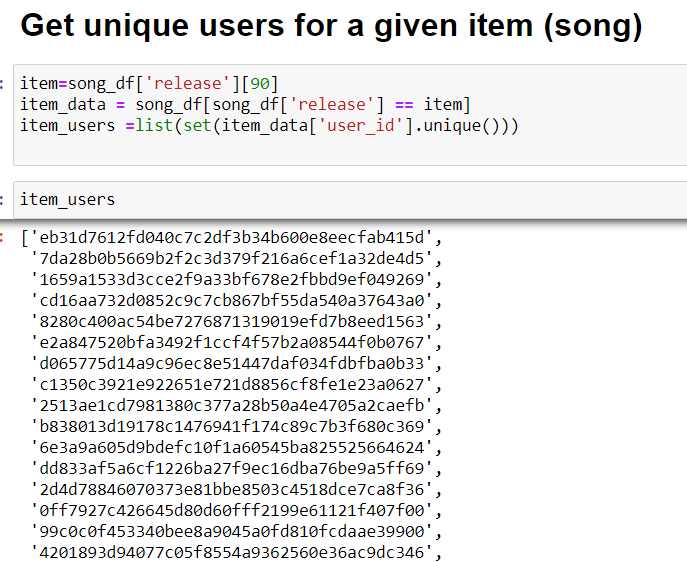 Get unique users for a given item (song)
: item=song_df['release'][90]
item_data = song_df[song_df['release'] == item]
item_users =list(set(item_data['user_id'].unique()))
: item_users
: ['eb31d7612fd040c7c2df3b34b600e8eecfab415d',
'7da28b0b5669b2f2c3d379f216a6cef1a32de4d5',
'1659a1533d3cce2f9a33bf678e2fbbd9ef049269',
'cd16aa732d0852c9c7cb867bf55da540a37643a0',
'8280c400ac54be7276871319019efd7b8eed1563',
'e2a847520bfa3492f1ccf4f57b2a08544f0b0767',
'd065775d14a9c96ec8e51447daf034fdbfba0b33',
'c1350c3921e922651e721d8856cf8fe1e23a0627',
'2513ae1cd7981380c377a28b50a4e4705a2caefb',
'b838013d19178c1476941f174c89c7b3f680c369',
'6e3a9a605d9bdefc10f1a60545ba825525664624',
'dd833af5a6cf1226ba27f9ec16dba76be9a5ff69',
'2d4d78846070373e81bbe8503c4518dce7ca8f36',
'0ff7927c426645d80d60fff2199e61121f407f00',
'99c0c0f453340bee8a9045a0fd810fcdaae39900',
'4201893d94077c05f8554a9362560e36ac9dc346',